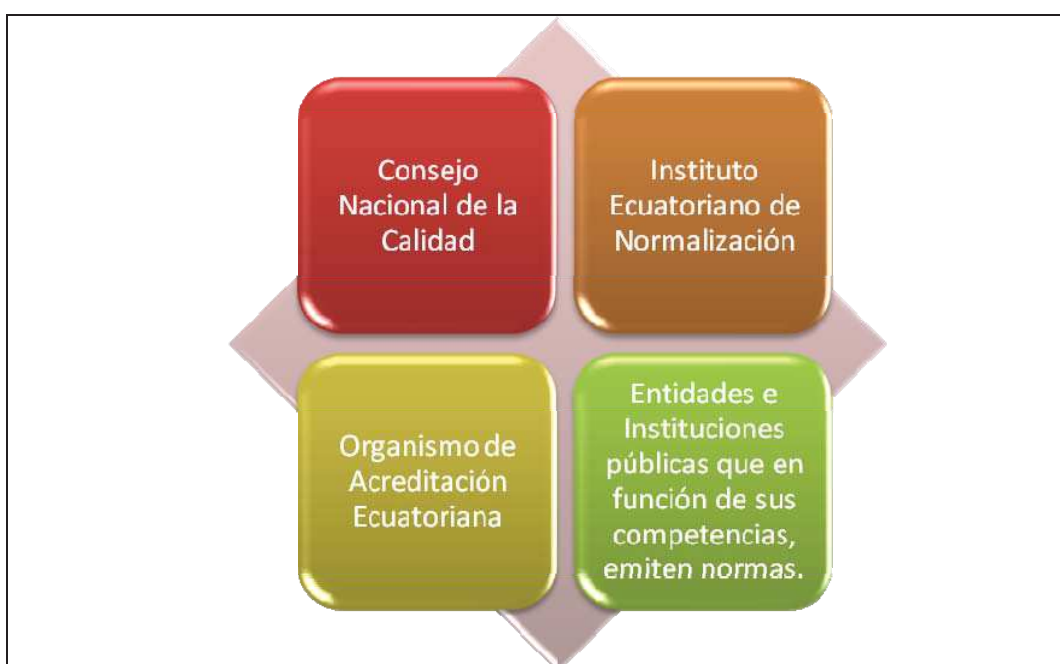 Consejo
Nacional de la
Calidad
Instituto
Ecuatoriano de
Normalización
Organismo de
Acreditación
Ecuatoriana
Entidades e
Instituciones
públicas que en
función de sus
competencias,
emiten normas.